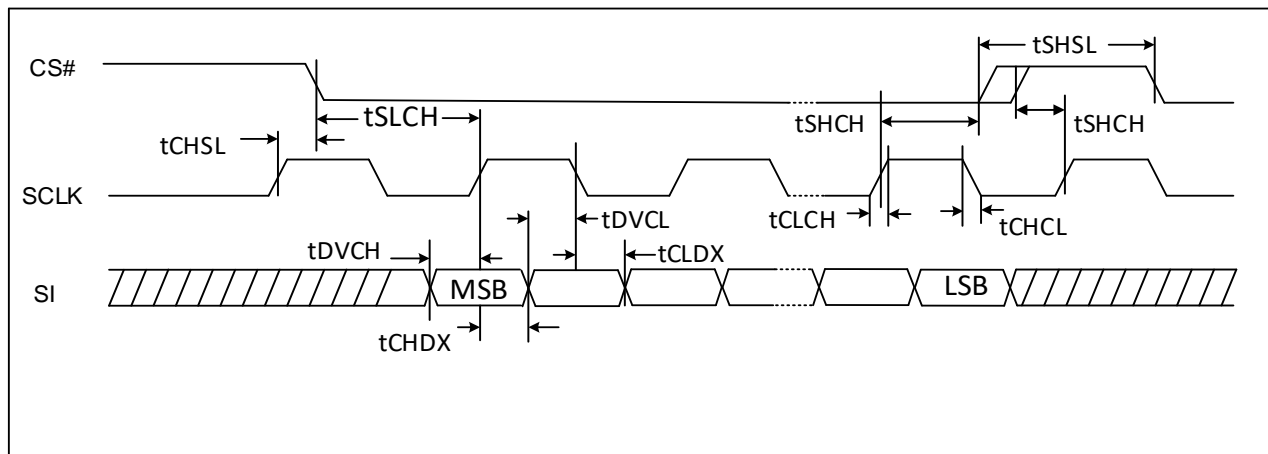 tSHSL
CS#
tSLCH
tSHCH
tSHCH
tCHSL
SCLK
tDVCL
tCLCH
tCHCL
tDVCH
tCLDX
SI
MSB
LSB
tCHDX